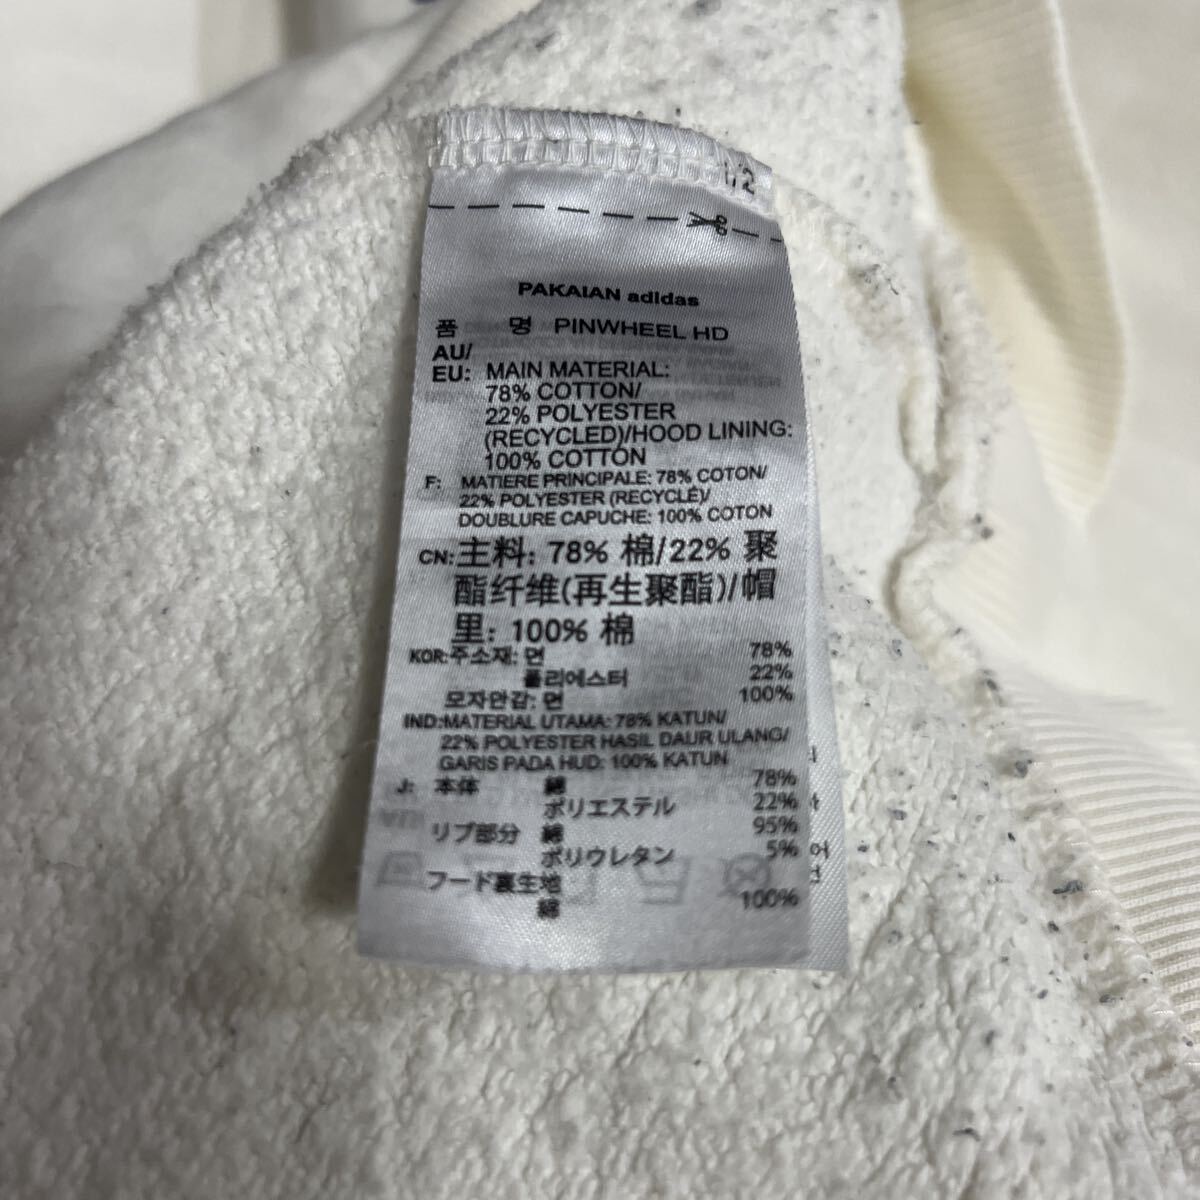 1/2
PAKAIAN adidas
품 명 PINWHEEL HD
AU/
EU: MAIN MATERIAL:
78% COTTON/
22% POLYESTER
(RECYCLED)/HOOD LINING:
100% COTTON
F: MATIERE PRINCIPALE: 78% COTON/
22% POLYESTER (RECYCLÉ)/
DOUBLURE CAPUCHE: 100% COTON
CN: 主料: 78% 棉/22% 聚
酯纤维(再生聚酯)/帽
里: 100% 棉
KOR:주소재: 면 78%
폴리에스터 22%
모자안감: 면 100%
IND:MATERIAL UTAMA: 78% KATUN/
22% POLYESTER HASIL DAUR ULANG/
GARIS PADA HUD: 100% KATUN
J: 本体 綿 78%
ポリエステル 22%
リブ部分 綿 95%
ポリウレタン 5%
フード裏生地
綿 100%